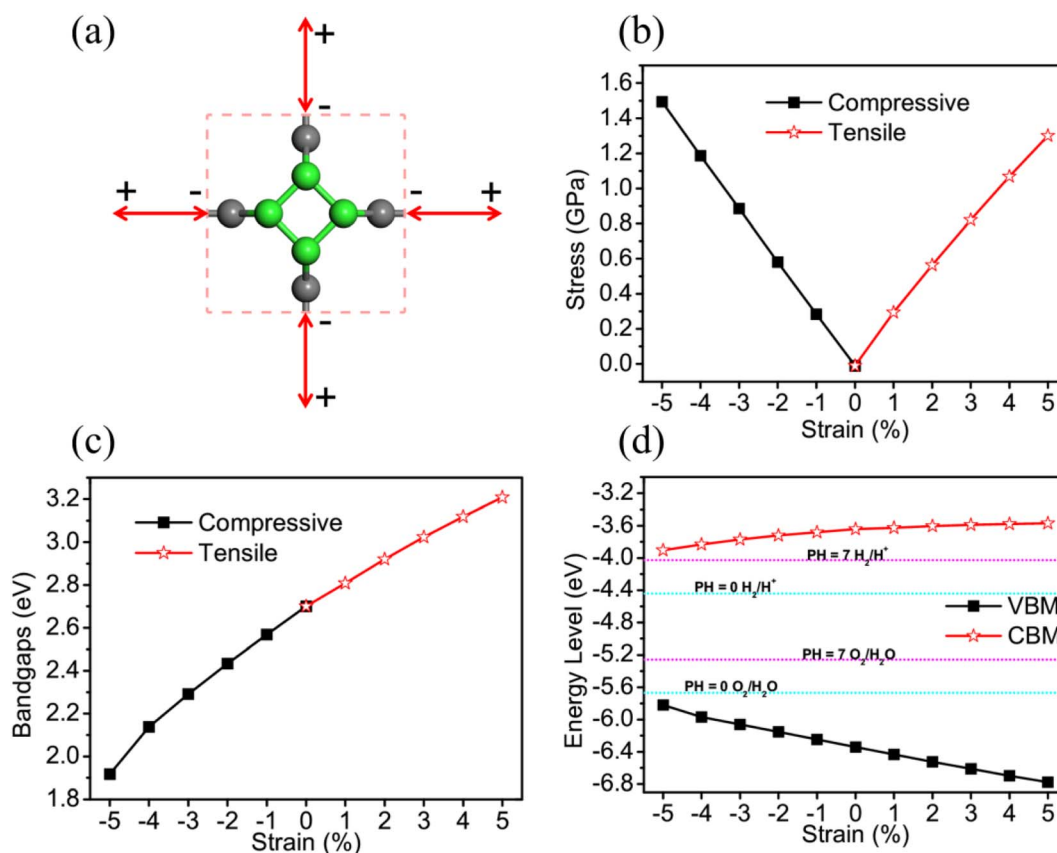 (a)
+
-
+
-
-
+
-
+
(b)
Stress (GPa)
1.6
1.4
1.2
1.0
0.8
0.6
0.4
0.2
0.0
Compressive
Tensile
-5 -4 -3 -2 -1 0 1 2 3 4 5
Strain (%)
(c)
Bandgaps (eV)
3.2
3.0
2.8
2.6
2.4
2.2
2.0
1.8
Compressive
Tensile
-5 -4 -3 -2 -1 0 1 2 3 4 5
Strain (%)
(d)
Energy Level (eV)
-3.2
-3.6
-4.0
-4.4
-4.8
-5.2
-5.6
-6.0
-6.4
-6.8
PH = 7 H₂/H⁺
PH = 0 H₂/H⁺
VBM
CBM
PH = 7 O₂/H₂O
PH = 0 O₂/H₂O
-5 -4 -3 -2 -1 0 1 2 3 4 5
Strain (%)